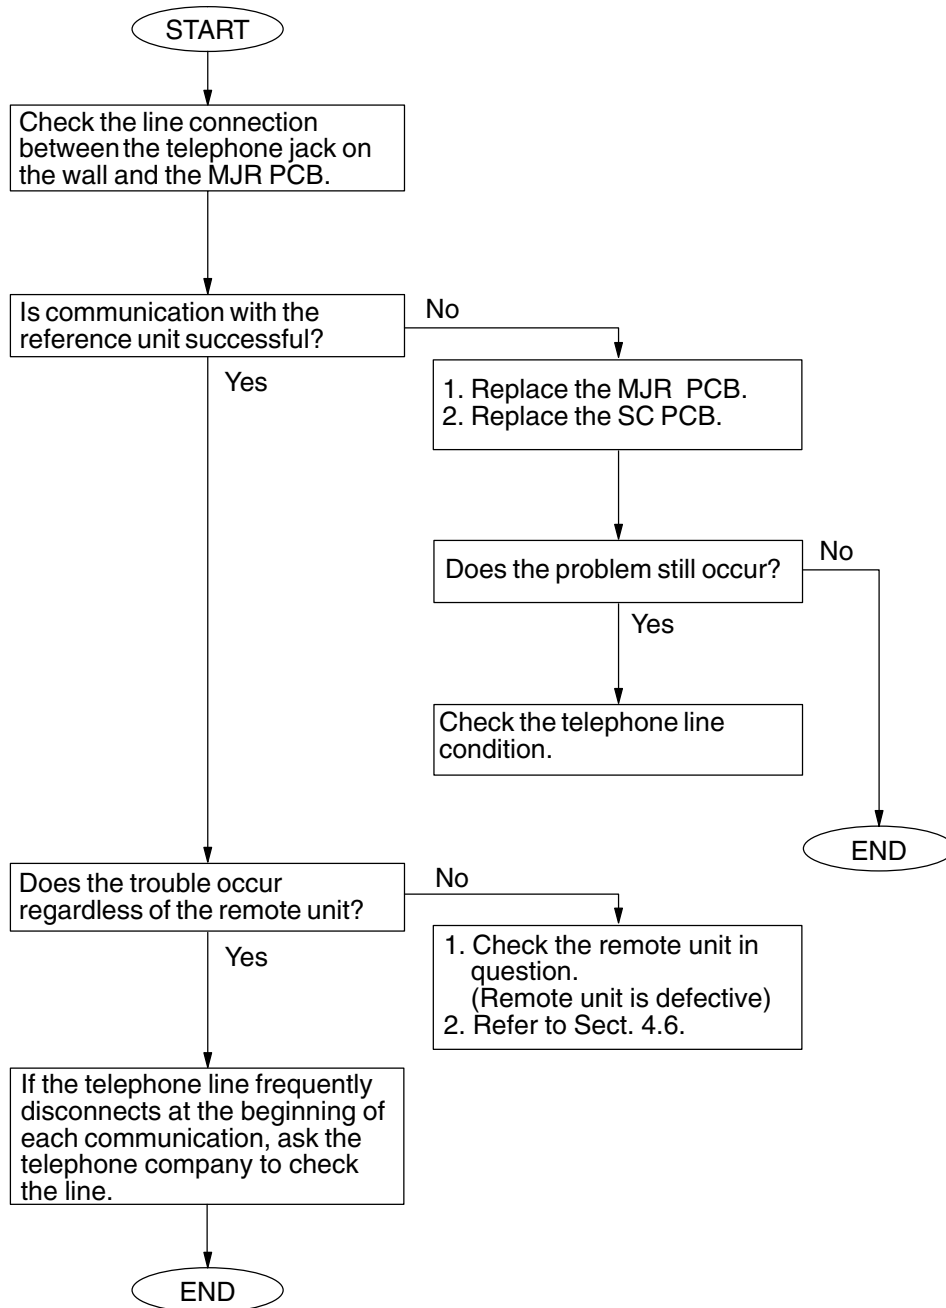 START
Check the line connection
between the telephone jack on
the wall and the MJR PCB.
Is communication with the
reference unit successful?
No
Yes
1. Replace the MJR PCB.
2. Replace the SC PCB.
Does the problem still occur?
No
Yes
Check the telephone line
condition.
END
Does the trouble occur
regardless of the remote unit?
No
Yes
1. Check the remote unit in
question.
(Remote unit is defective)
2. Refer to Sect. 4.6.
If the telephone line frequently
disconnects at the beginning of
each communication, ask the
telephone company to check
the line.
END